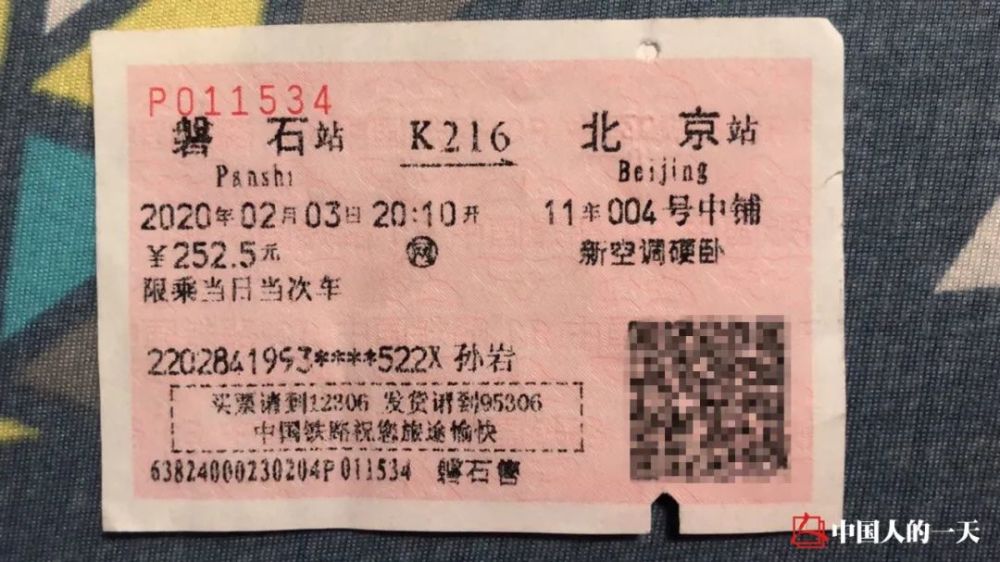 P011534
磐石站 K216 北京站
Panshi Beijing
2020年02月03日20:10开 11车004号中铺
¥252.5元 网 新空调硬卧
限乘当日当次车
2202841993****522X 孙岩
买票请到12306 发货请到95306
中国铁路祝您旅途愉快
63824000230204P011534 磐石售
中国人的一天